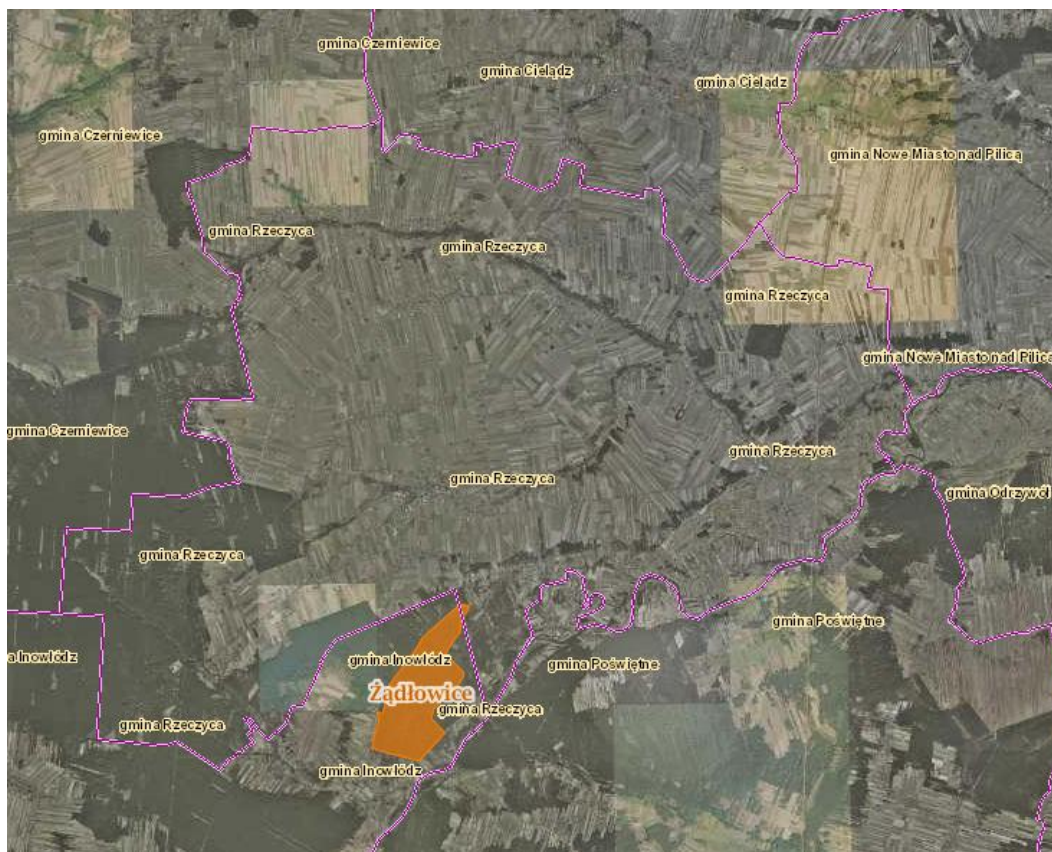 gmina Czerniewice
gmina Cielądz
gmina Cielądz
gmina Czerniewice
gmina Nowe Miasto nad Pilicą
gmina Rzeczyca
gmina Rzeczyca
gmina Rzeczyca
gmina Nowe Miasto nad Pilicą
gmina Czerniewice
gmina Rzeczyca
gmina Rzeczyca
gmina Odrzywół
gmina Rzeczyca
gmina Poświętne
a Inowłódz
gmina Inowłódz
gmina Poświętne
Żądłowice
gmina Rzeczyca
gmina Rzeczyca
gmina Inowłódz